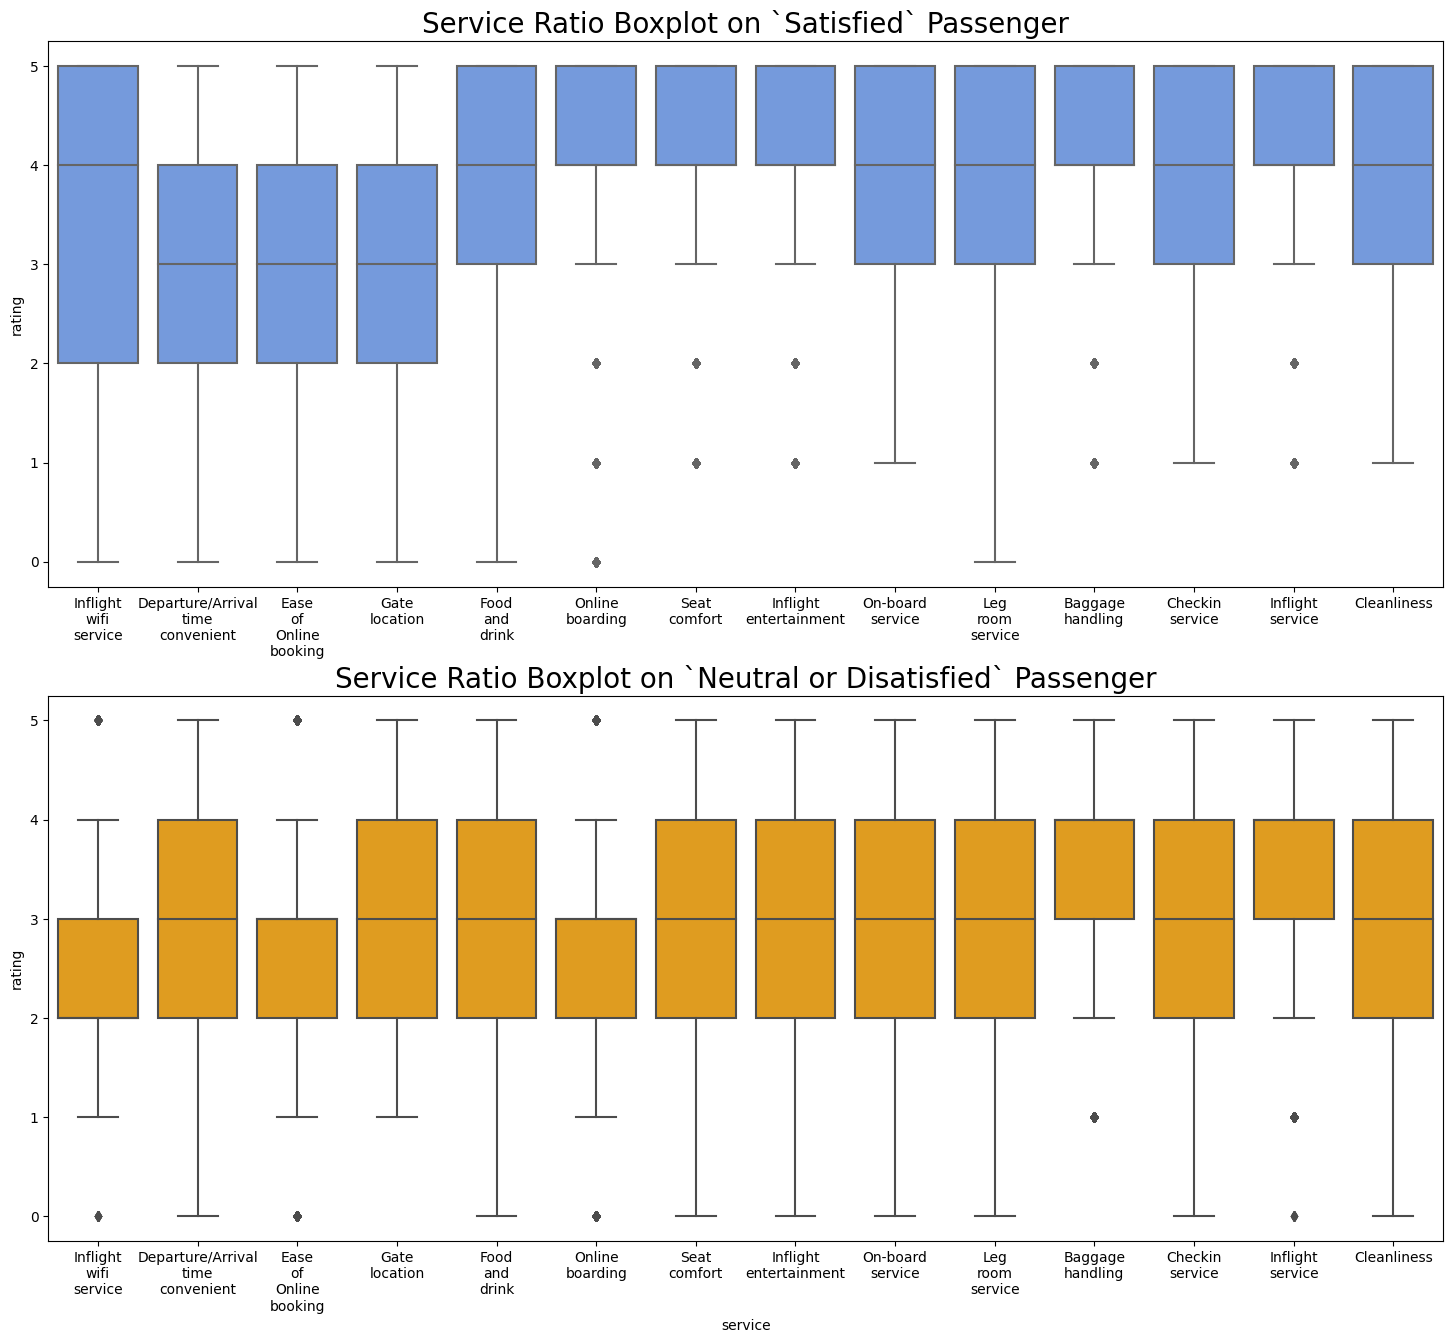 Service Ratio Boxplot on `Satisfied` Passenger
5
4
3
2
1
0
rating
Inflight
wifi
service
Departure/Arrival
time
convenient
Ease
of
Online
booking
Gate
location
Food
and
drink
Online
boarding
Seat
comfort
Inflight
entertainment
On-board
service
Leg
room
service
Baggage
handling
Checkin
service
Inflight
service
Cleanliness
Service Ratio Boxplot on `Neutral or Disatisfied` Passenger
5
4
3
2
1
0
rating
Inflight
wifi
service
Departure/Arrival
time
convenient
Ease
of
Online
booking
Gate
location
Food
and
drink
Online
boarding
Seat
comfort
Inflight
entertainment
On-board
service
Leg
room
service
Baggage
handling
Checkin
service
Inflight
service
Cleanliness
service